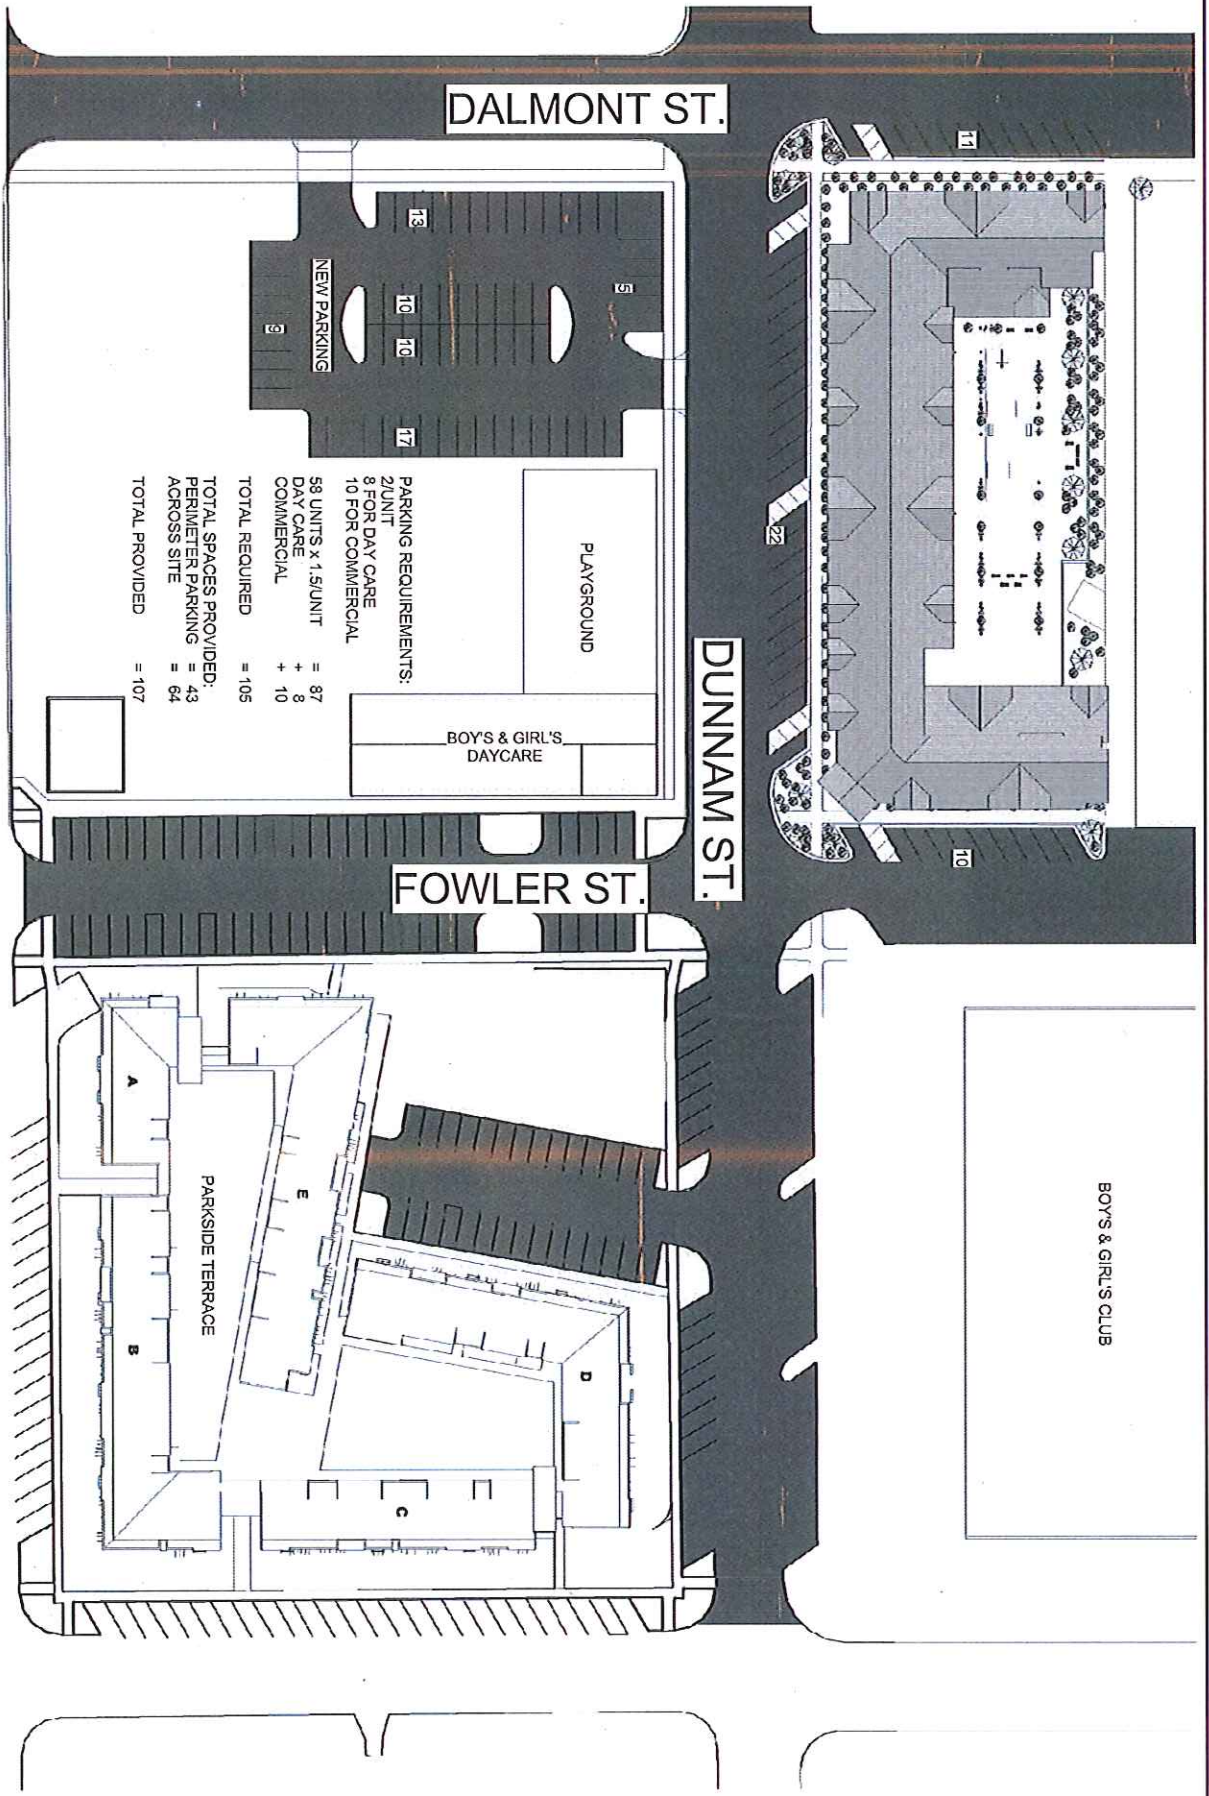 DALMONT ST.
11
13
5
10
10
9
NEW PARKING
17
22
PLAYGROUND
PARKING REQUIREMENTS:
2/UNIT
8 FOR DAY CARE
10 FOR COMMERCIAL
58 UNITS x 1.5/UNIT = 87
DAY CARE + 8
COMMERCIAL + 10
TOTAL REQUIRED = 105
TOTAL SPACES PROVIDED:
PERIMETER PARKING = 43
ACROSS SITE = 64
TOTAL PROVIDED = 107
BOY'S & GIRL'S
DAYCARE
DUNNAM ST.
10
FOWLER ST.
A
E
PARKSIDE TERRACE
B
D
C
BOY'S & GIRL'S CLUB